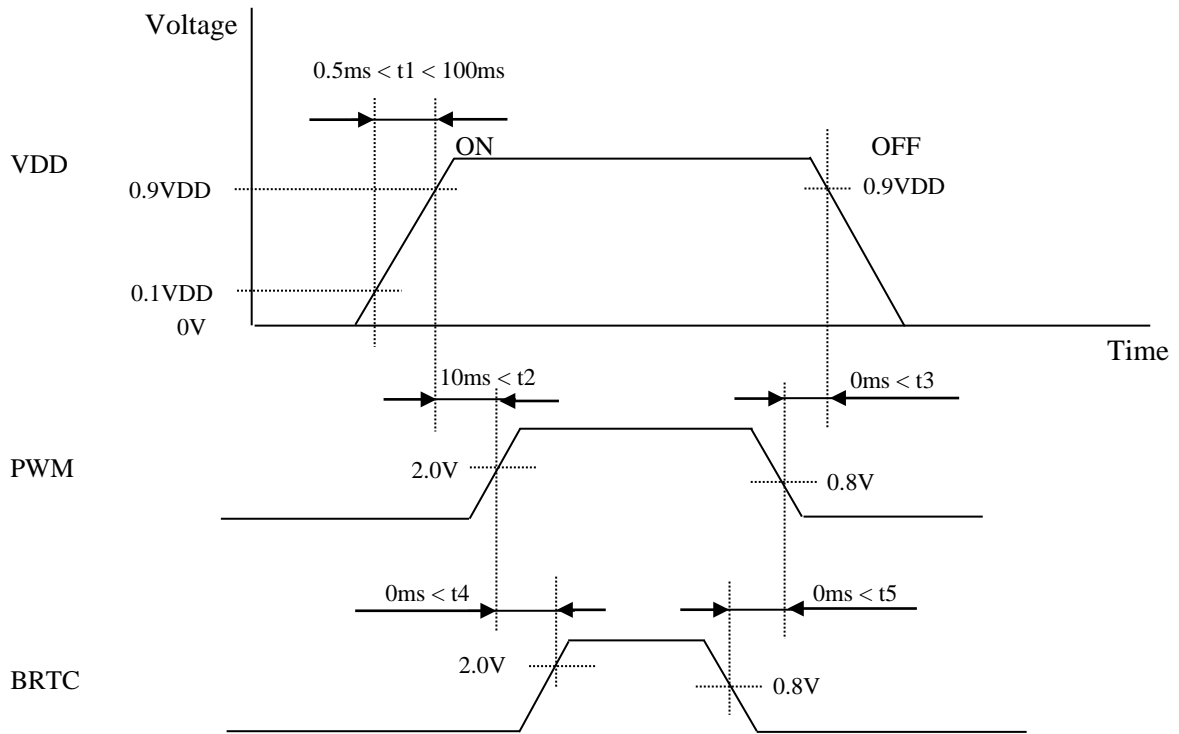 Voltage
0.5ms < t1 < 100ms
ON
OFF
VDD
0.9VDD
0.9VDD
0.1VDD
0V
Time
10ms < t2
0ms < t3
PWM
2.0V
0.8V
0ms < t4
0ms < t5
BRTC
2.0V
0.8V